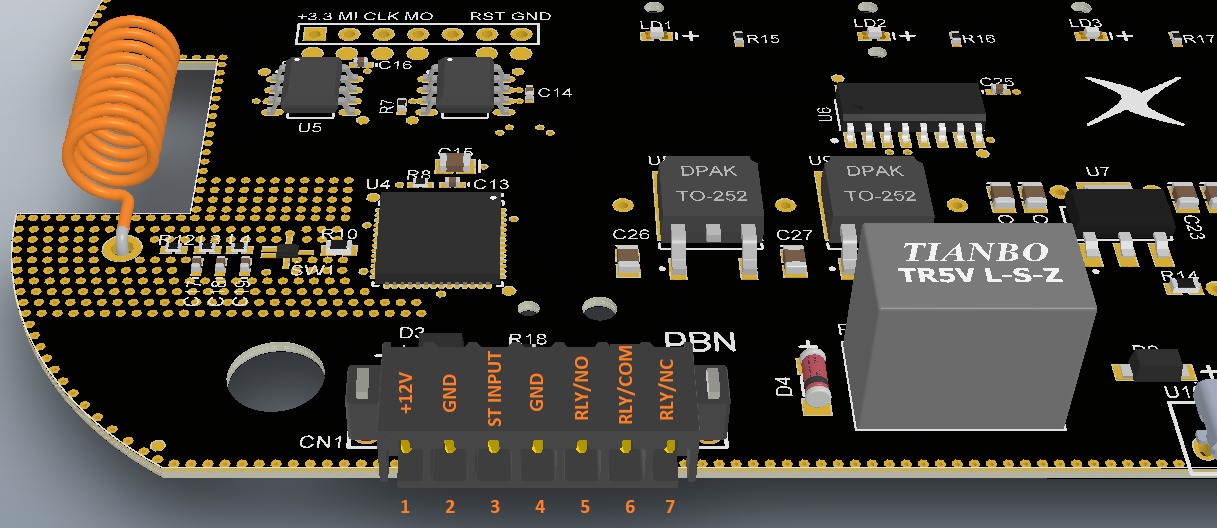 +3.3 MI CLK MO RST GND
LD1
R15
LD2
R16
LD3
R17
C16
R7
C14
U5
U6
C25
C15
R8
U4
C13
DPAK
TO-252
DPAK
TO-252
U7
C23
R10
SW1
C26
C27
R14
TIANBO
TR5V L-S-Z
D3
R18
PBN
D4
CN1
+12V
GND
ST INPUT
GND
RLY/NO
RLY/COM
RLY/NC
1 2 3 4 5 6 7